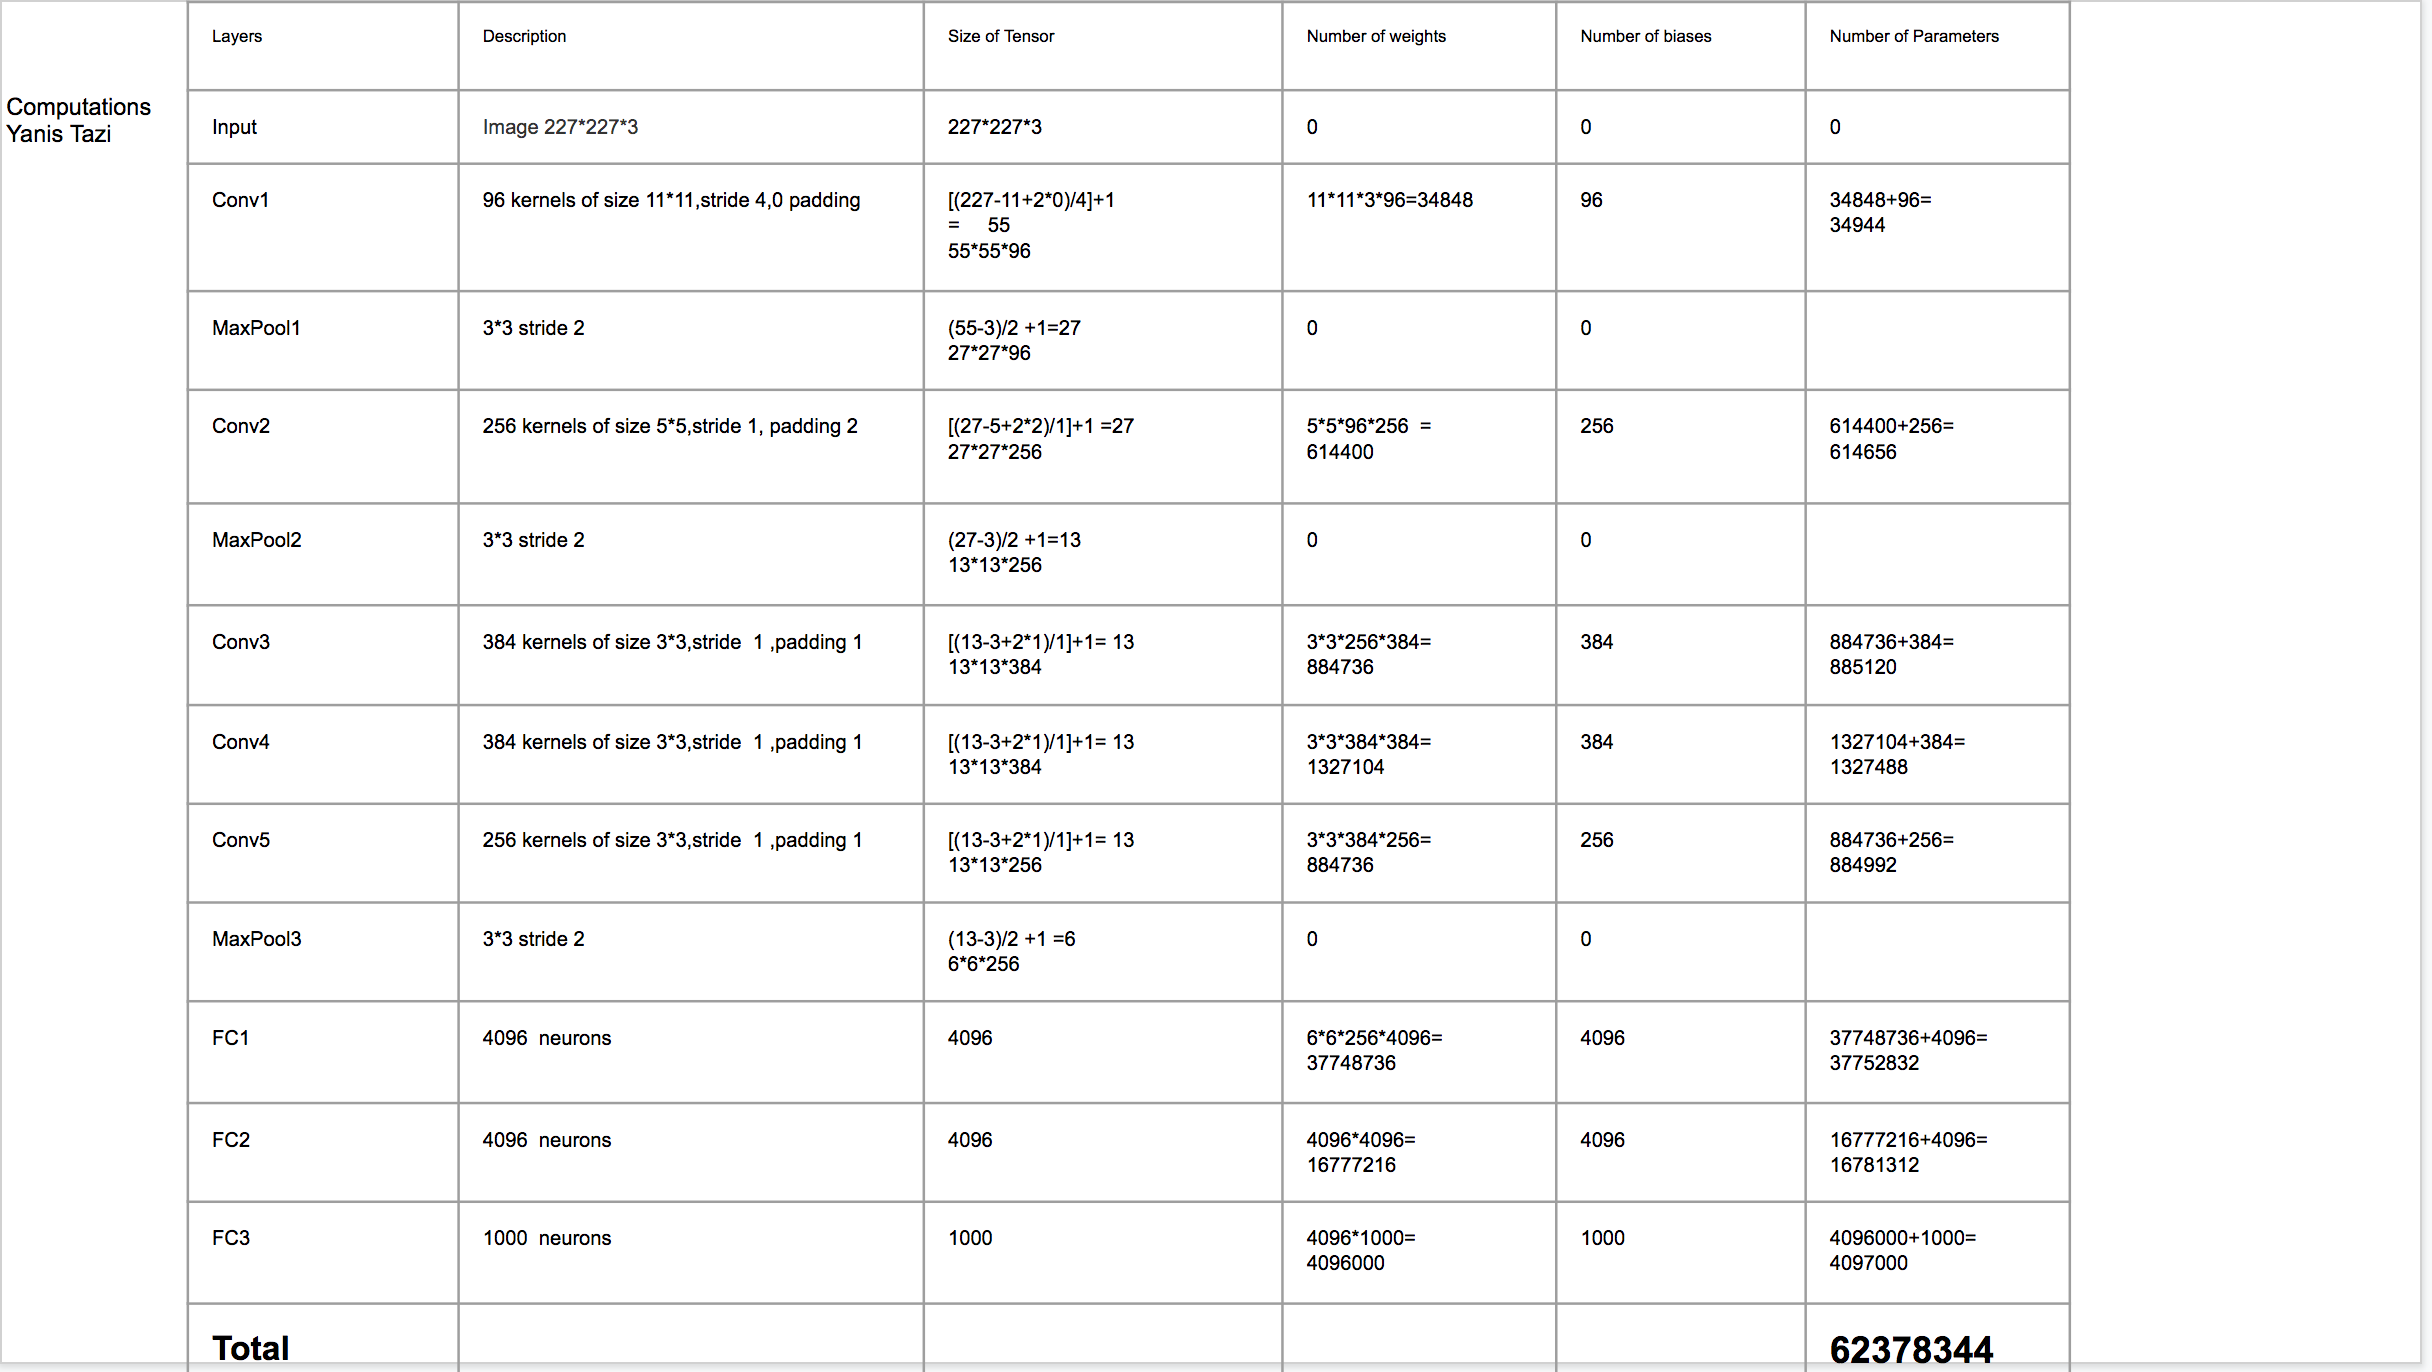 Computations
Yanis Tazi
Layers Description Size of Tensor Number of weights Number of biases Number of Parameters
Input Image 227*227*3 227*227*3 0 0 0
Conv1 96 kernels of size 11*11,stride 4,0 padding [(227-11+2*0)/4]+1 11*11*3*96=34848 96 34848+96=
= 55 34944
55*55*96
MaxPool1 3*3 stride 2 (55-3)/2 +1=27 0 0
27*27*96
Conv2 256 kernels of size 5*5,stride 1, padding 2 [(27-5+2*2)/1]+1 =27 5*5*96*256 = 256 614400+256=
27*27*256 614400 614656
MaxPool2 3*3 stride 2 (27-3)/2 +1=13 0 0
13*13*256
Conv3 384 kernels of size 3*3,stride 1 ,padding 1 [(13-3+2*1)/1]+1= 13 3*3*256*384= 384 884736+384=
13*13*384 884736 885120
Conv4 384 kernels of size 3*3,stride 1 ,padding 1 [(13-3+2*1)/1]+1= 13 3*3*384*384= 384 1327104+384=
13*13*384 1327104 1327488
Conv5 256 kernels of size 3*3,stride 1 ,padding 1 [(13-3+2*1)/1]+1= 13 3*3*384*256= 256 884736+256=
13*13*256 884736 884992
MaxPool3 3*3 stride 2 (13-3)/2 +1 =6 0 0
6*6*256
FC1 4096 neurons 4096 6*6*256*4096= 4096 37748736+4096=
37748736 37752832
FC2 4096 neurons 4096 4096*4096= 4096 16777216+4096=
16777216 16781312
FC3 1000 neurons 1000 4096*1000= 1000 4096000+1000=
4096000 4097000
Total 62378344